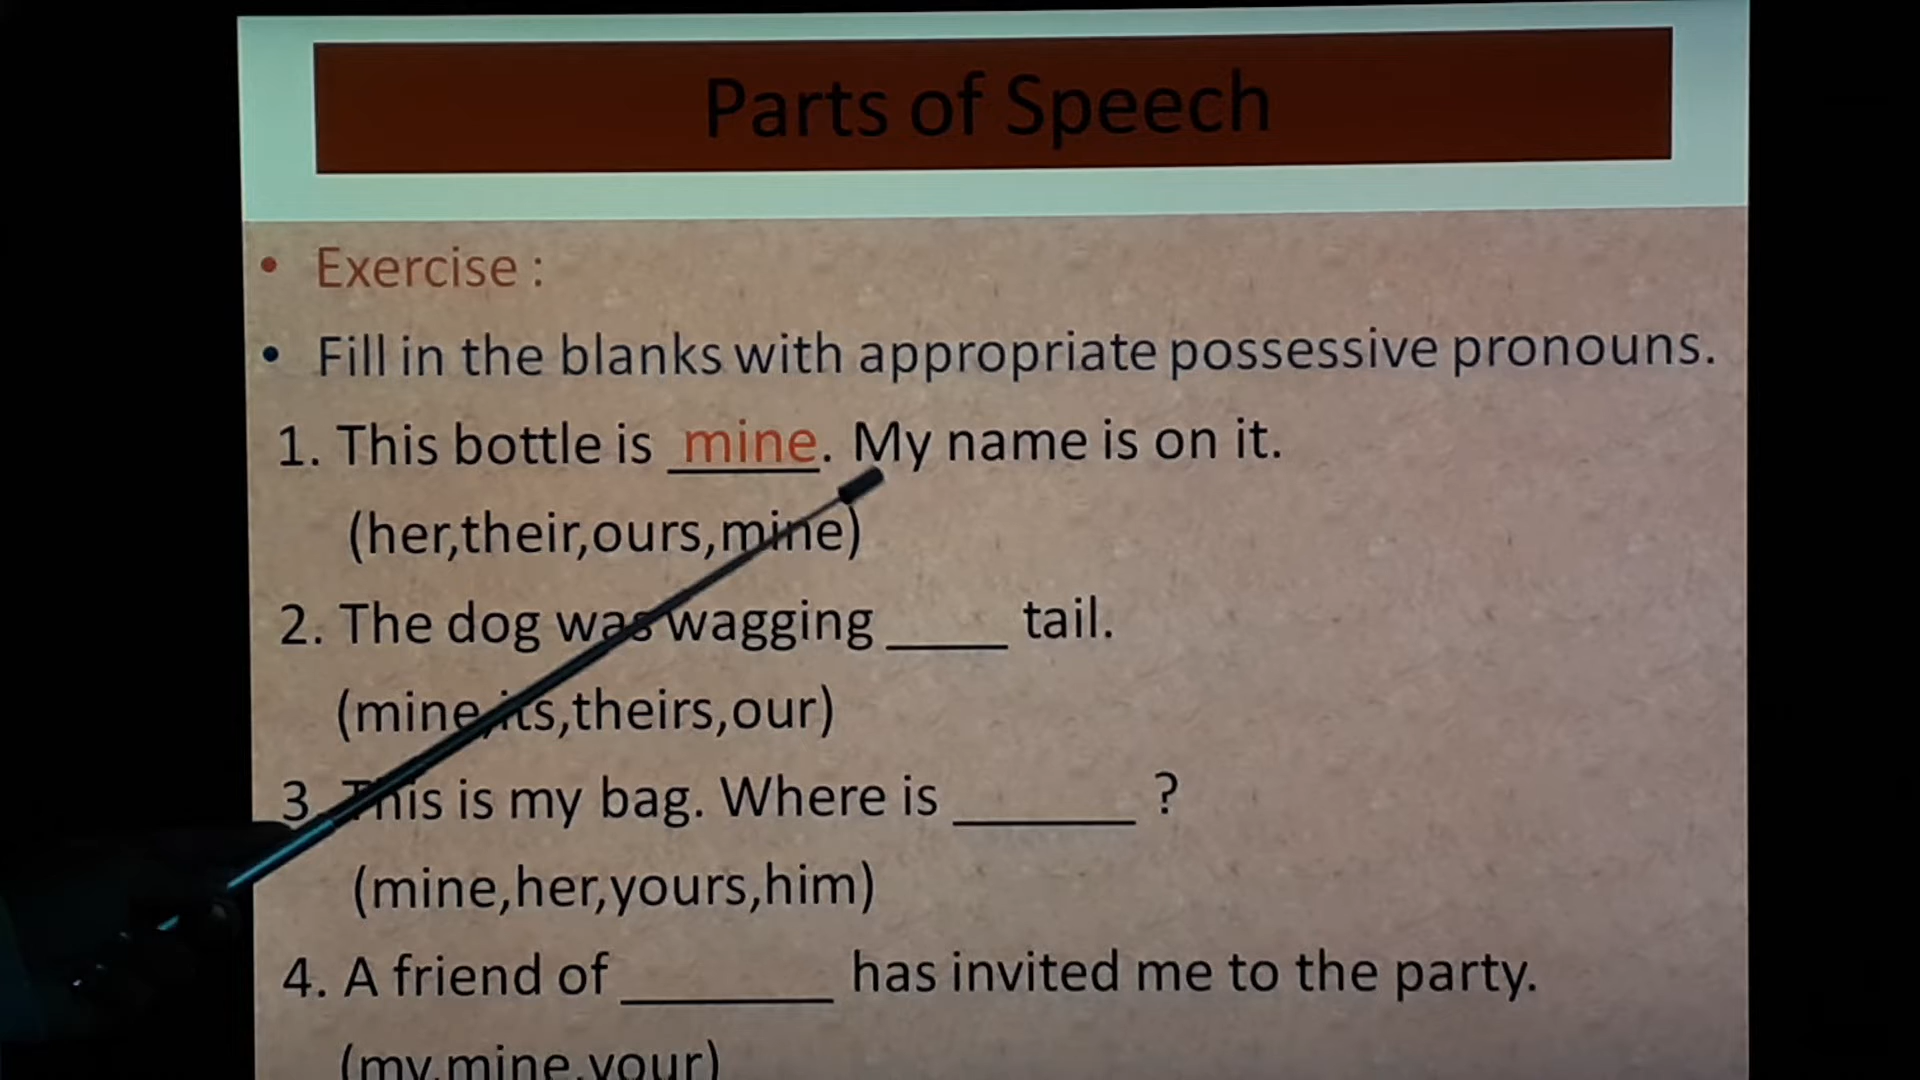 Parts of Speech
• Exercise :
• Fill in the blanks with appropriate possessive pronouns.
1. This bottle is mine. My name is on it.
(her,their,ours,mine)
2. The dog was wagging ____ tail.
(mine,its,theirs,our)
3. This is my bag. Where is ______ ?
(mine,her,yours,him)
4. A friend of _______ has invited me to the party.
(my,mine,your)